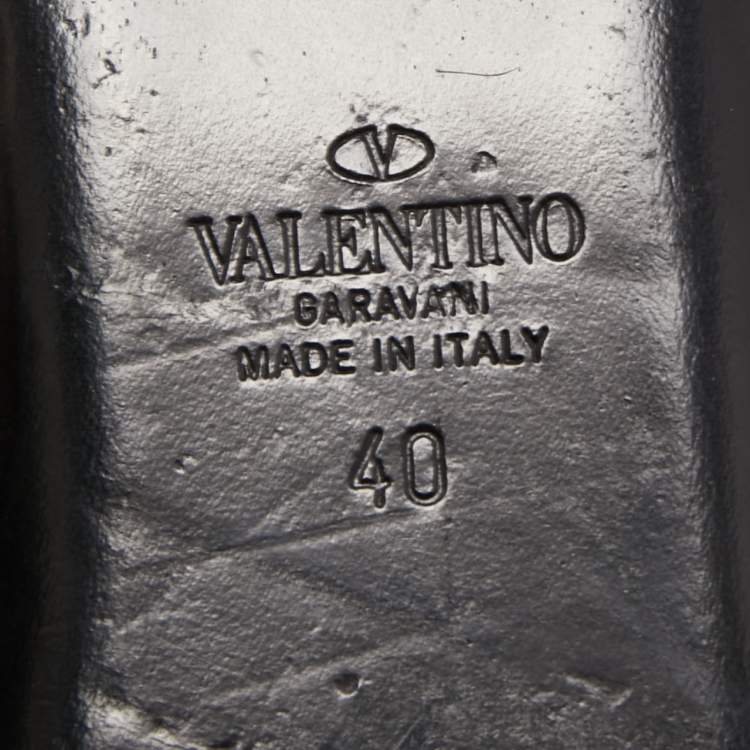 V
VALENTINO
GARAVANI
MADE IN ITALY
40